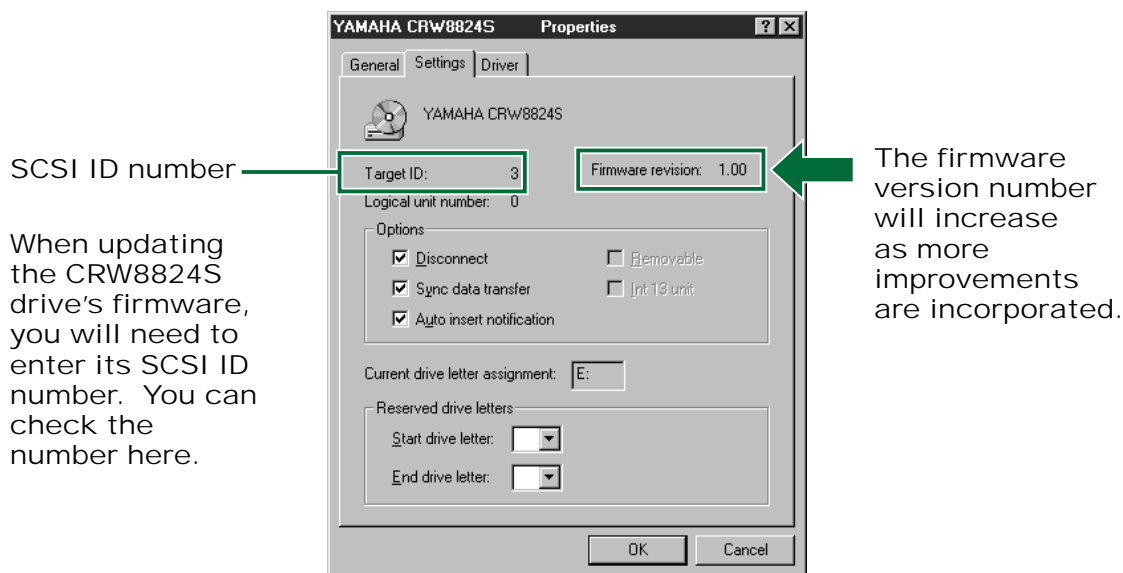 YAMAHA CRW8824S Properties
General Settings Driver
YAMAHA CRW8824S
SCSI ID number
Target ID: 3 Firmware revision: 1.00
Logical unit number: 0
When updating
the CRW8824S
drive's firmware,
you will need to
enter its SCSI ID
number. You can
check the
number here.
Options
Disconnect Removable
Sync data transfer Int 13 unit
Auto insert notification
Current drive letter assignment: E:
Reserved drive letters
Start drive letter:
End drive letter:
OK Cancel
The firmware
version number
will increase
as more
improvements
are incorporated.